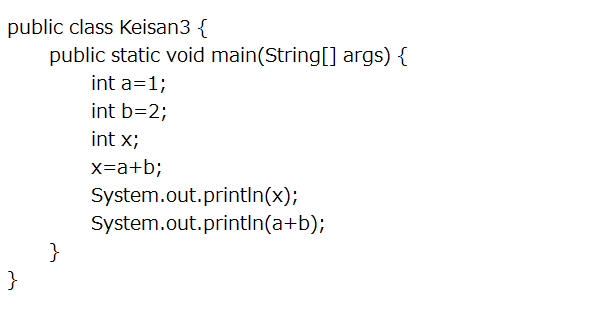 public class Keisan3 {
    public static void main(String[] args) {
        int a=1;
        int b=2;
        int x;
        x=a+b;
        System.out.println(x);
        System.out.println(a+b);
    }
}